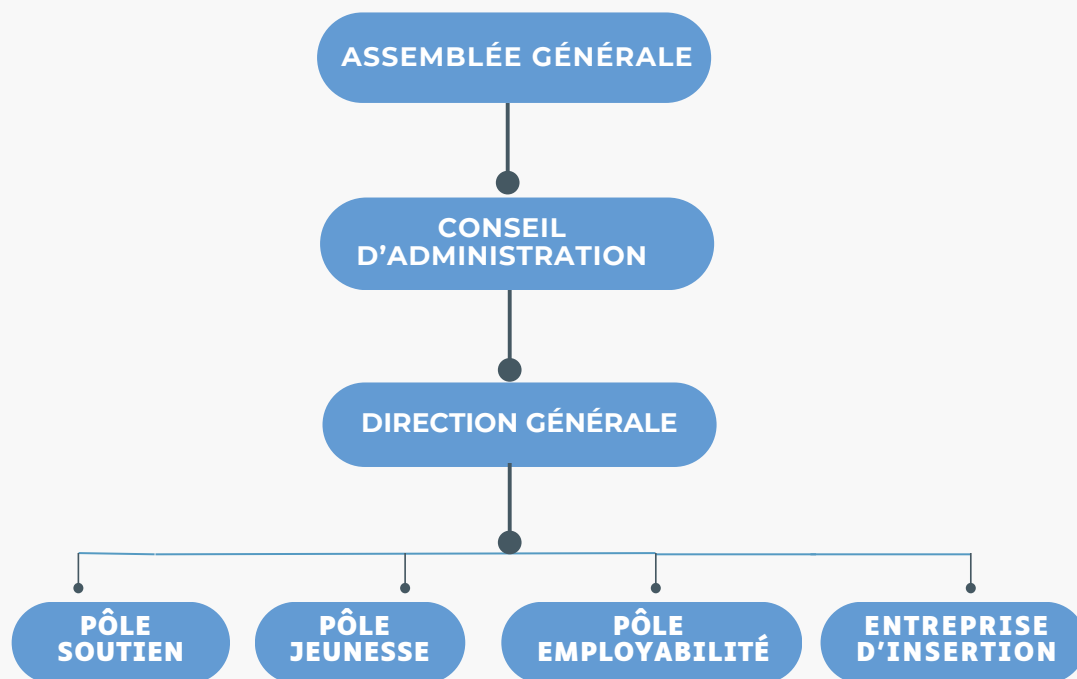 ASSEMBLÉE GÉNÉRALE
CONSEIL
D’ADMINISTRATION
DIRECTION GÉNÉRALE
PÔLE
SOUTIEN
PÔLE
JEUNESSE
PÔLE
EMPLOYABILITÉ
ENTREPRISE
D’INSERTION